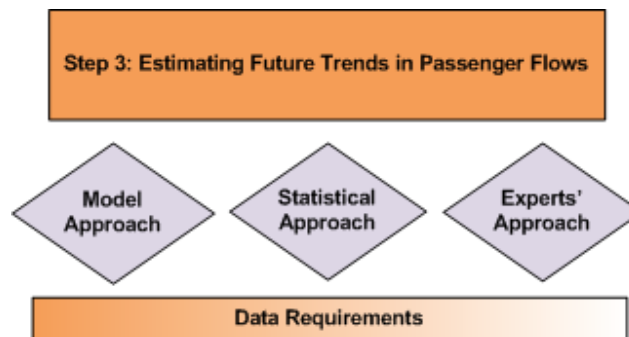 Step 3: Estimating Future Trends in Passenger Flows
Model
Approach
Statistical
Approach
Experts'
Approach
Data Requirements